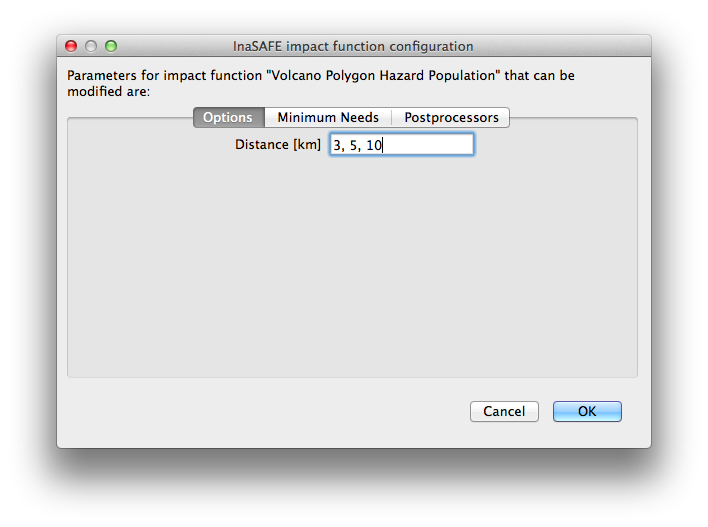 InaSAFE impact function configuration
Parameters for impact function "Volcano Polygon Hazard Population" that can be
modified are:
Options Minimum Needs Postprocessors
Distance [km] 3, 5, 10
Cancel OK